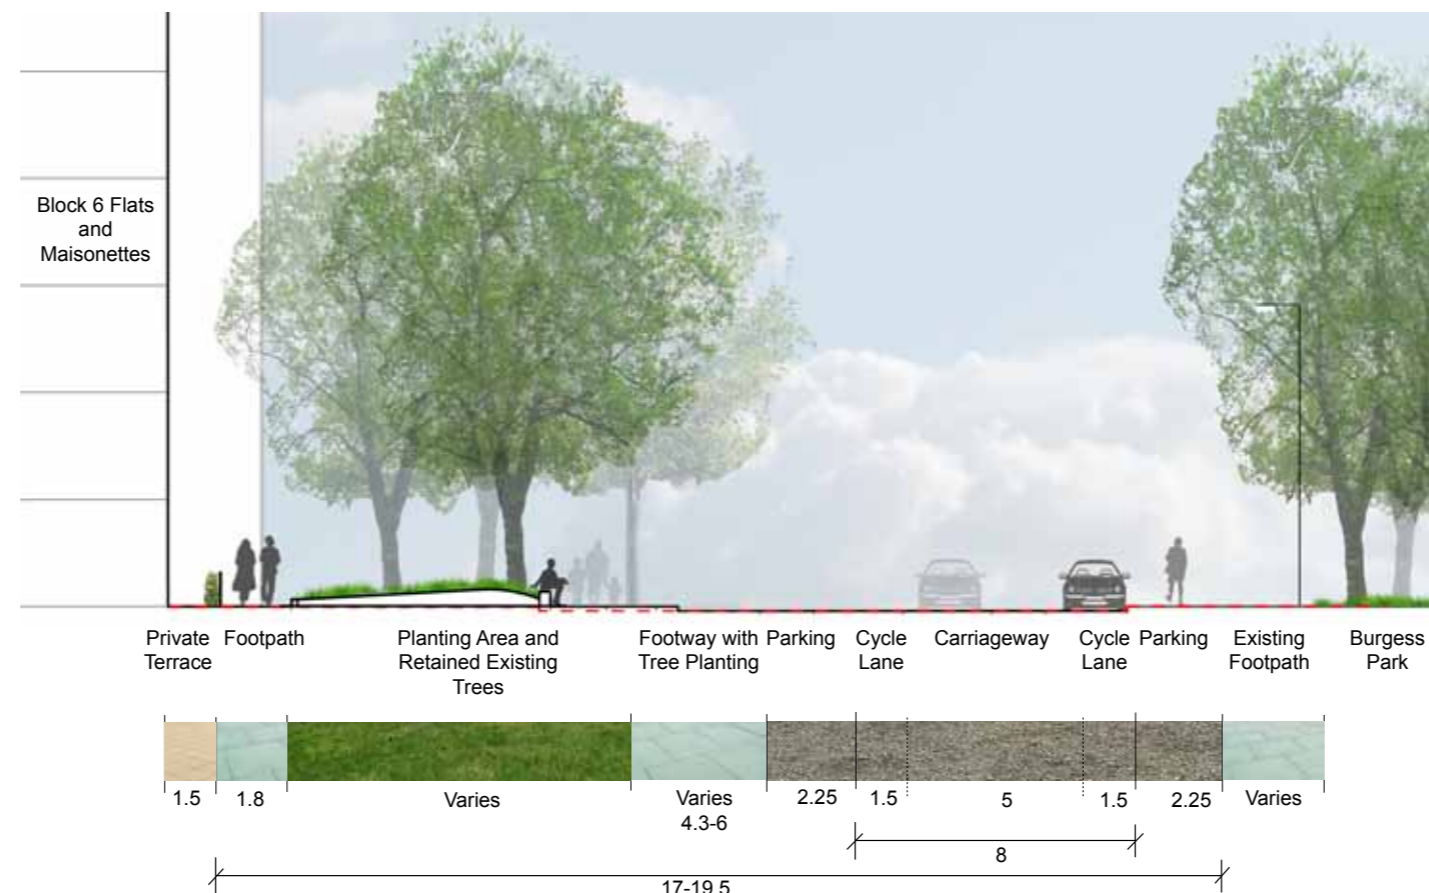 Block 6 Flats
and
Maisonettes
Private
Terrace
Footpath
Planting Area and
Retained Existing
Trees
Footway with
Tree Planting
Parking
Cycle
Lane
Carriageway
Cycle
Lane
Parking
Existing
Footpath
Burgess
Park
1.5
1.8
Varies
Varies
4.3-6
2.25
1.5
5
1.5
2.25
Varies
8
17-19.5